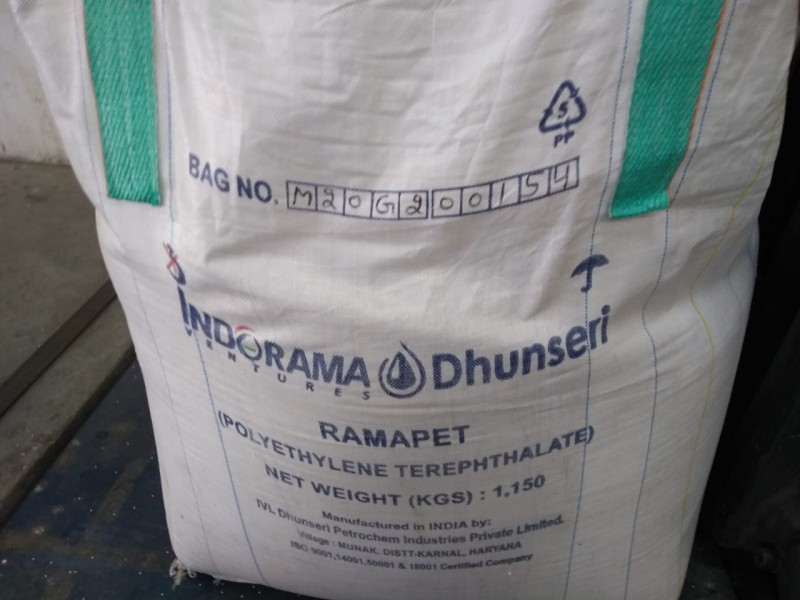 5
PP
BAG NO. M20G200154
INDORAMA
VENTURES
Dhunseri
RAMAPET
(POLYETHYLENE TEREPHTHALATE)
NET WEIGHT (KGS) : 1,150
Manufactured in INDIA by:
IVL Dhunseri Petrochem Industries Private Limited.
Village : MUNAK, DISTT-KARNAL, HARYANA
ISO 9001,14001,50001 & 18001 Certified Company